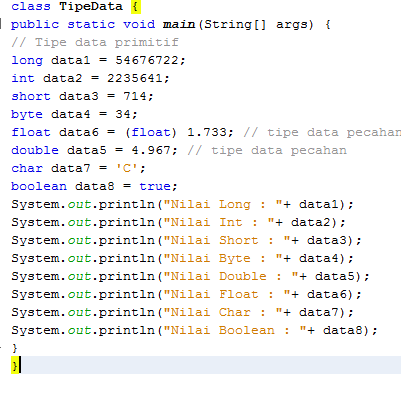 class TipeData {
public static void main(String[] args) {
// Tipe data primitif
long data1 = 54676722;
int data2 = 2235641;
short data3 = 714;
byte data4 = 34;
float data6 = (float) 1.733; // tipe data pecahan
double data5 = 4.967; // tipe data pecahan
char data7 = 'C';
boolean data8 = true;
System.out.println("Nilai Long : "+ data1);
System.out.println("Nilai Int : "+ data2);
System.out.println("Nilai Short : "+ data3);
System.out.println("Nilai Byte : "+ data4);
System.out.println("Nilai Double : "+ data5);
System.out.println("Nilai Float : "+ data6);
System.out.println("Nilai Char : "+ data7);
System.out.println("Nilai Boolean : "+ data8);
}
}